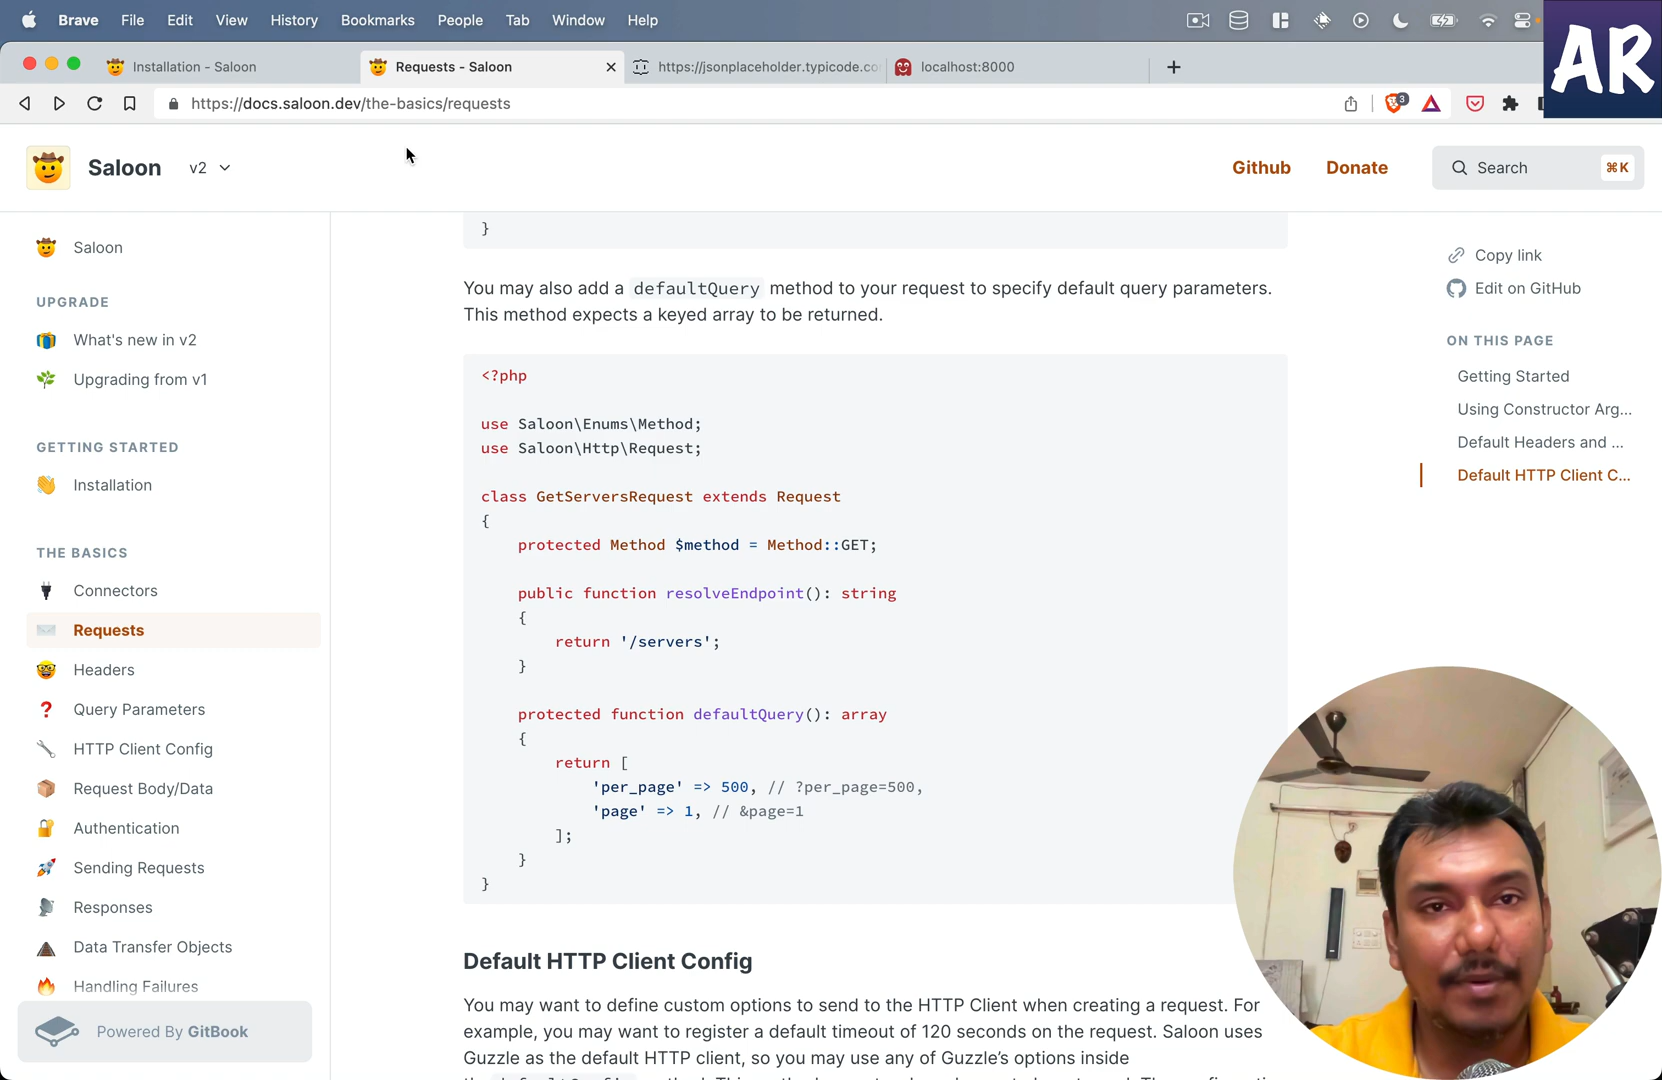 Brave File Edit View History Bookmarks People Tab Window Help
AR
Installation - Saloon
Requests - Saloon
https://jsonplaceholder.typicode.co
localhost:8000
https://docs.saloon.dev/the-basics/requests
3
Saloon v2
Github
Donate
Search ⌘K
Saloon
UPGRADE
What's new in v2
Upgrading from v1
GETTING STARTED
Installation
THE BASICS
Connectors
Requests
Headers
Query Parameters
HTTP Client Config
Request Body/Data
Authentication
Sending Requests
Responses
Data Transfer Objects
Handling Failures
Powered By GitBook
}
You may also add a defaultQuery method to your request to specify default query parameters.
This method expects a keyed array to be returned.
<?php
use Saloon\Enums\Method;
use Saloon\Http\Request;
class GetServersRequest extends Request
{
protected Method $method = Method::GET;
public function resolveEndpoint(): string
{
return '/servers';
}
protected function defaultQuery(): array
{
return [
'per_page' => 500, // ?per_page=500,
'page' => 1, // &page=1
];
}
}
Default HTTP Client Config
You may want to define custom options to send to the HTTP Client when creating a request. For
example, you may want to register a default timeout of 120 seconds on the request. Saloon uses
Guzzle as the default HTTP client, so you may use any of Guzzle's options inside
Copy link
Edit on GitHub
ON THIS PAGE
Getting Started
Using Constructor Arg...
Default Headers and ...
Default HTTP Client C...